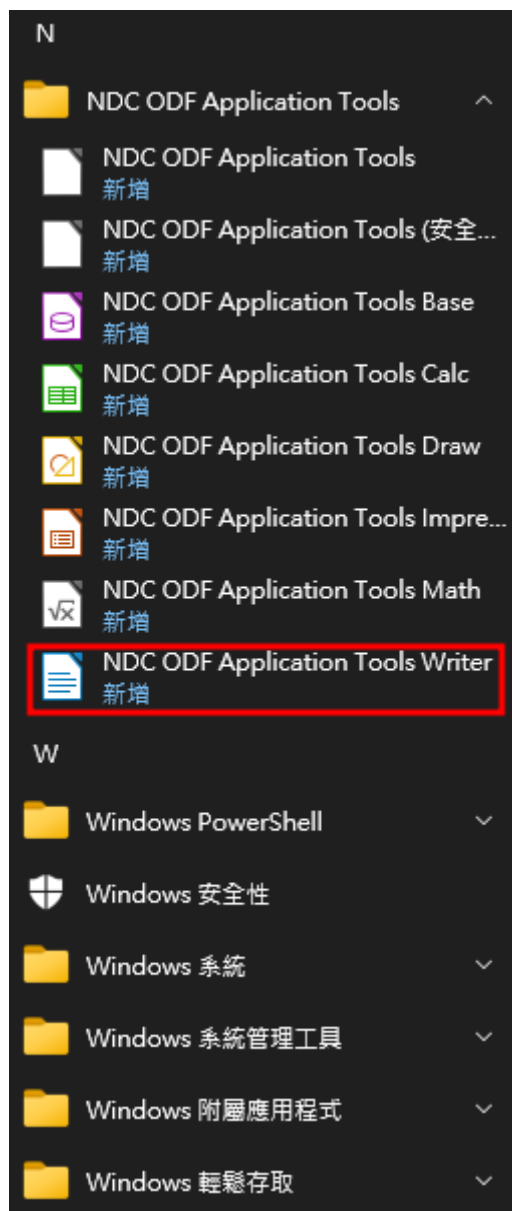 N
NDC ODF Application Tools
NDC ODF Application Tools
新增
NDC ODF Application Tools (安全...
新增
NDC ODF Application Tools Base
新增
NDC ODF Application Tools Calc
新增
NDC ODF Application Tools Draw
新增
NDC ODF Application Tools Impre...
新增
NDC ODF Application Tools Math
新增
NDC ODF Application Tools Writer
新增
W
Windows PowerShell
Windows 安全性
Windows 系統
Windows 系統管理工具
Windows 附屬應用程式
Windows 輕鬆存取